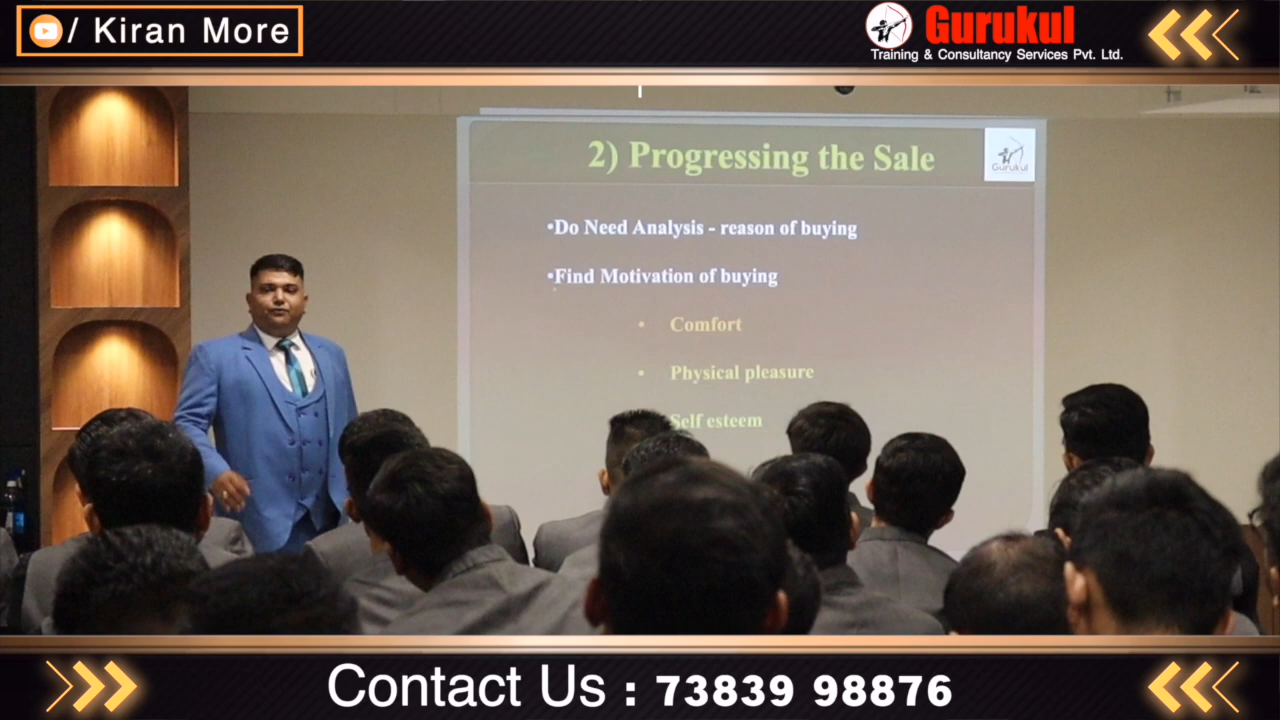 / Kiran More
Gurukul
Training & Consultancy Services Pvt. Ltd.
2) Progressing the Sale
Gurukul
•Do Need Analysis - reason of buying
•Find Motivation of buying
• Comfort
• Physical pleasure
Self esteem
Contact Us : 73839 98876